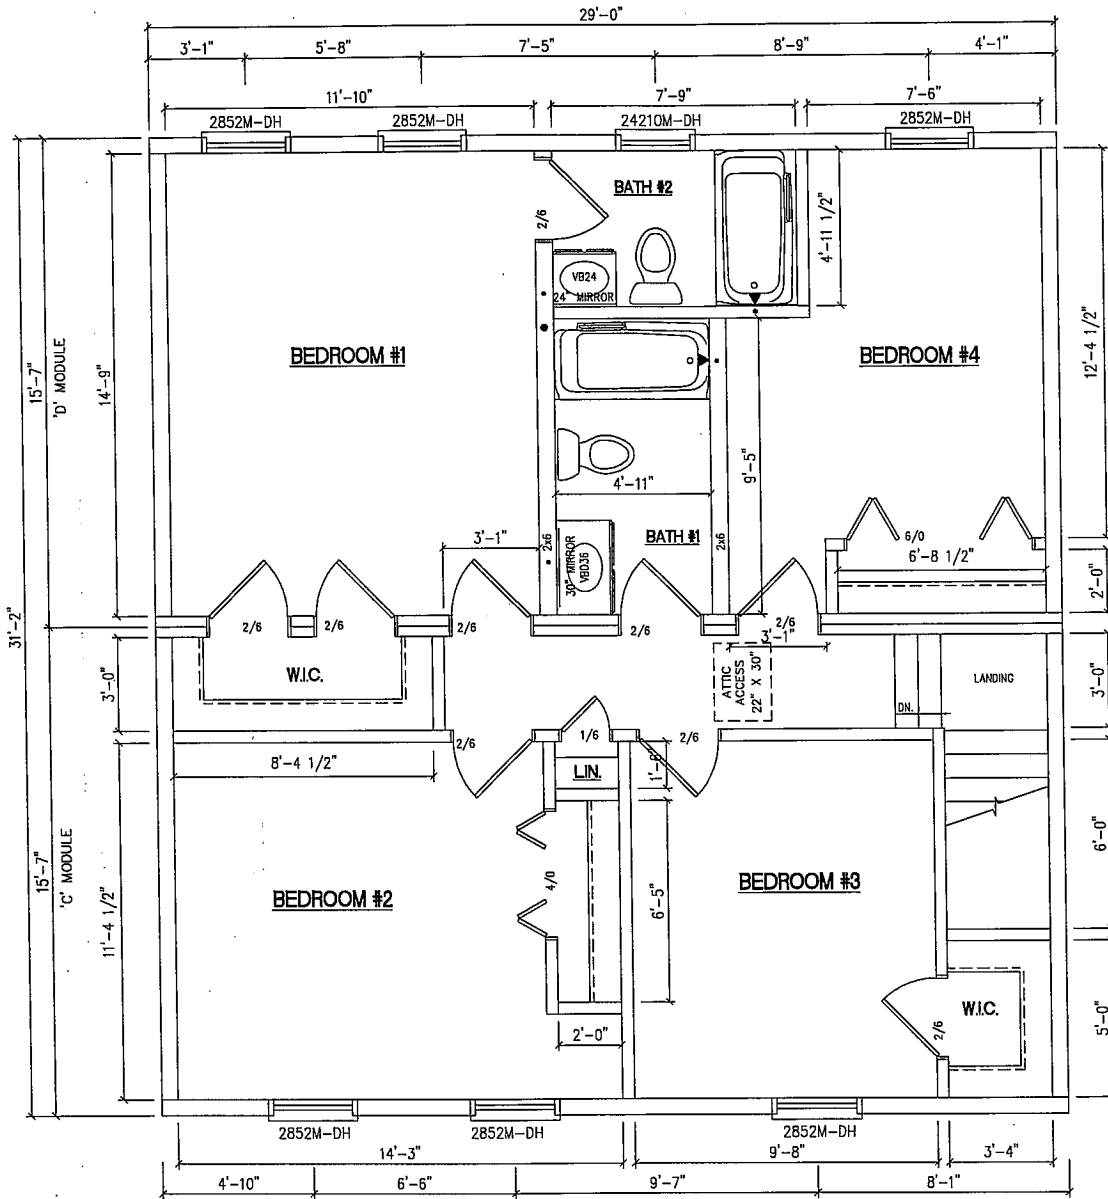 29'-0"
3'-1" 5'-8" 7'-5" 8'-9" 4'-1"
11'-10" 7'-9" 7'-6"
2852M-DH 2852M-DH 24210M-DH 2852M-DH
BATH #2
2/6
4'-11 1/2"
VB24
24" MIRROR
12'-4 1/2"
BEDROOM #1
BEDROOM #4
31'-2"
15'-7"
'D' MODULE
14'-9"
9'-5"
4'-11"
3'-1"
2x6
30" MIRROR
VBD36
BATH #1
2x6
6/0
6'-8 1/2"
2'-0"
2/6 2/6 2/6 2/6 2/6
3'-1"
3'-0"
W.I.C.
ATTIC
ACCESS
22" X 30"
LANDING
DN.
3'-0"
2/6 1/6 2/6
8'-4 1/2"
LIN.
1'-6"
15'-7"
'C' MODULE
11'-4 1/2"
BEDROOM #2
4/0
6'-5"
BEDROOM #3
6'-0"
2'-0"
2/6
W.I.C.
5'-0"
2852M-DH 2852M-DH 2852M-DH
14'-3" 9'-8" 3'-4"
4'-10" 6'-6" 9'-7" 8'-1"